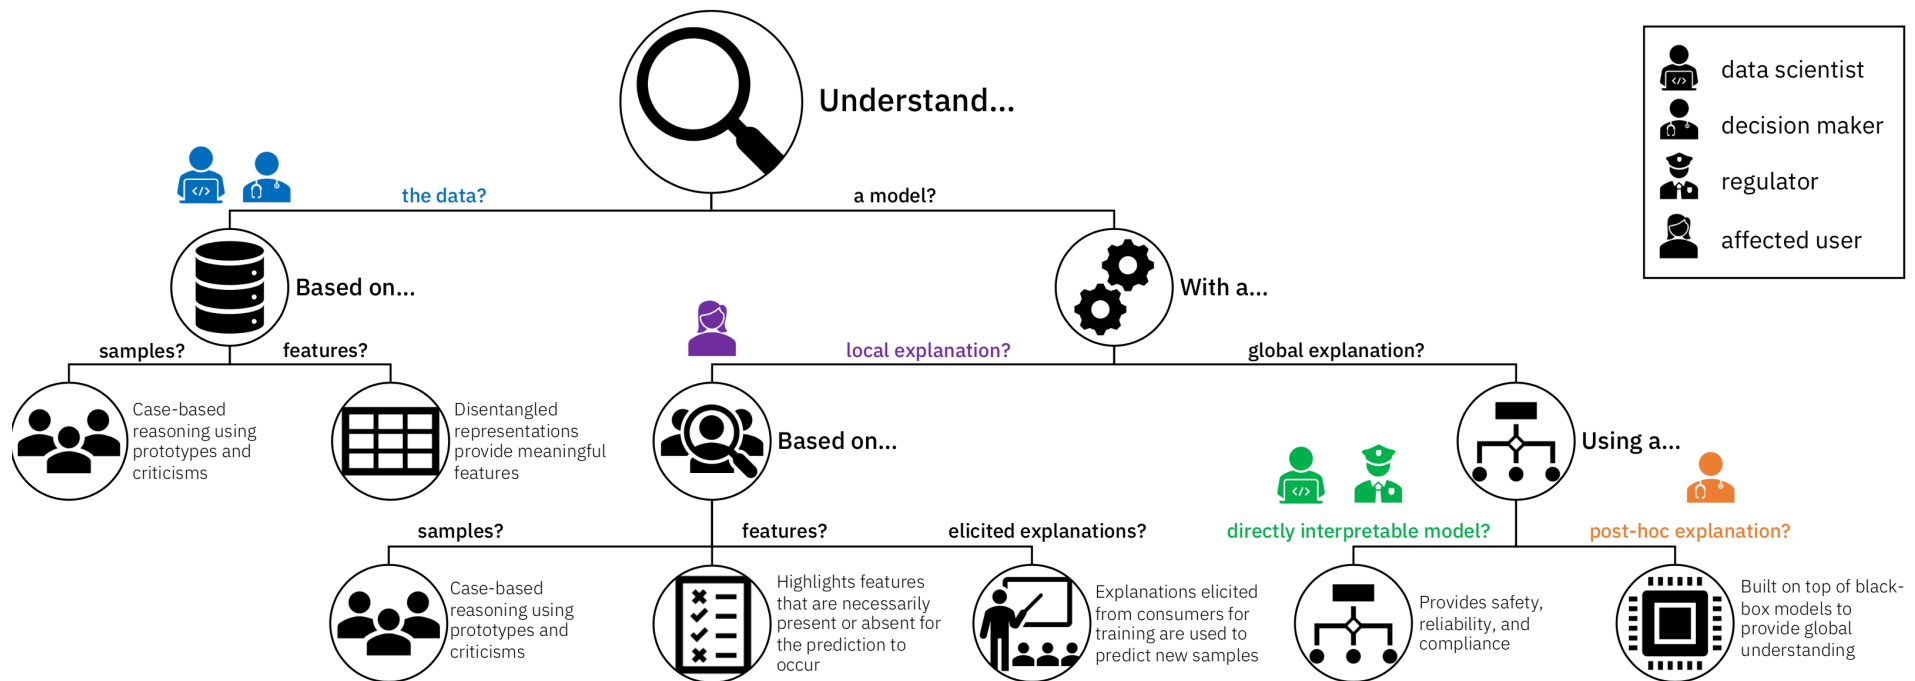 Understand...
data scientist
decision maker
regulator
affected user
the data?
a model?
Based on...
With a...
samples?
features?
local explanation?
global explanation?
Case-based
reasoning using
prototypes and
criticisms
Disentangled
representations
provide meaningful
features
Based on...
Using a...
samples?
features?
elicited explanations?
directly interpretable model?
post-hoc explanation?
Case-based
reasoning using
prototypes and
criticisms
Highlights features
that are necessarily
present or absent for
the prediction to
occur
Explanations elicited
from consumers for
training are used to
predict new samples
Provides safety,
reliability, and
compliance
Built on top of black-
box models to
provide global
understanding